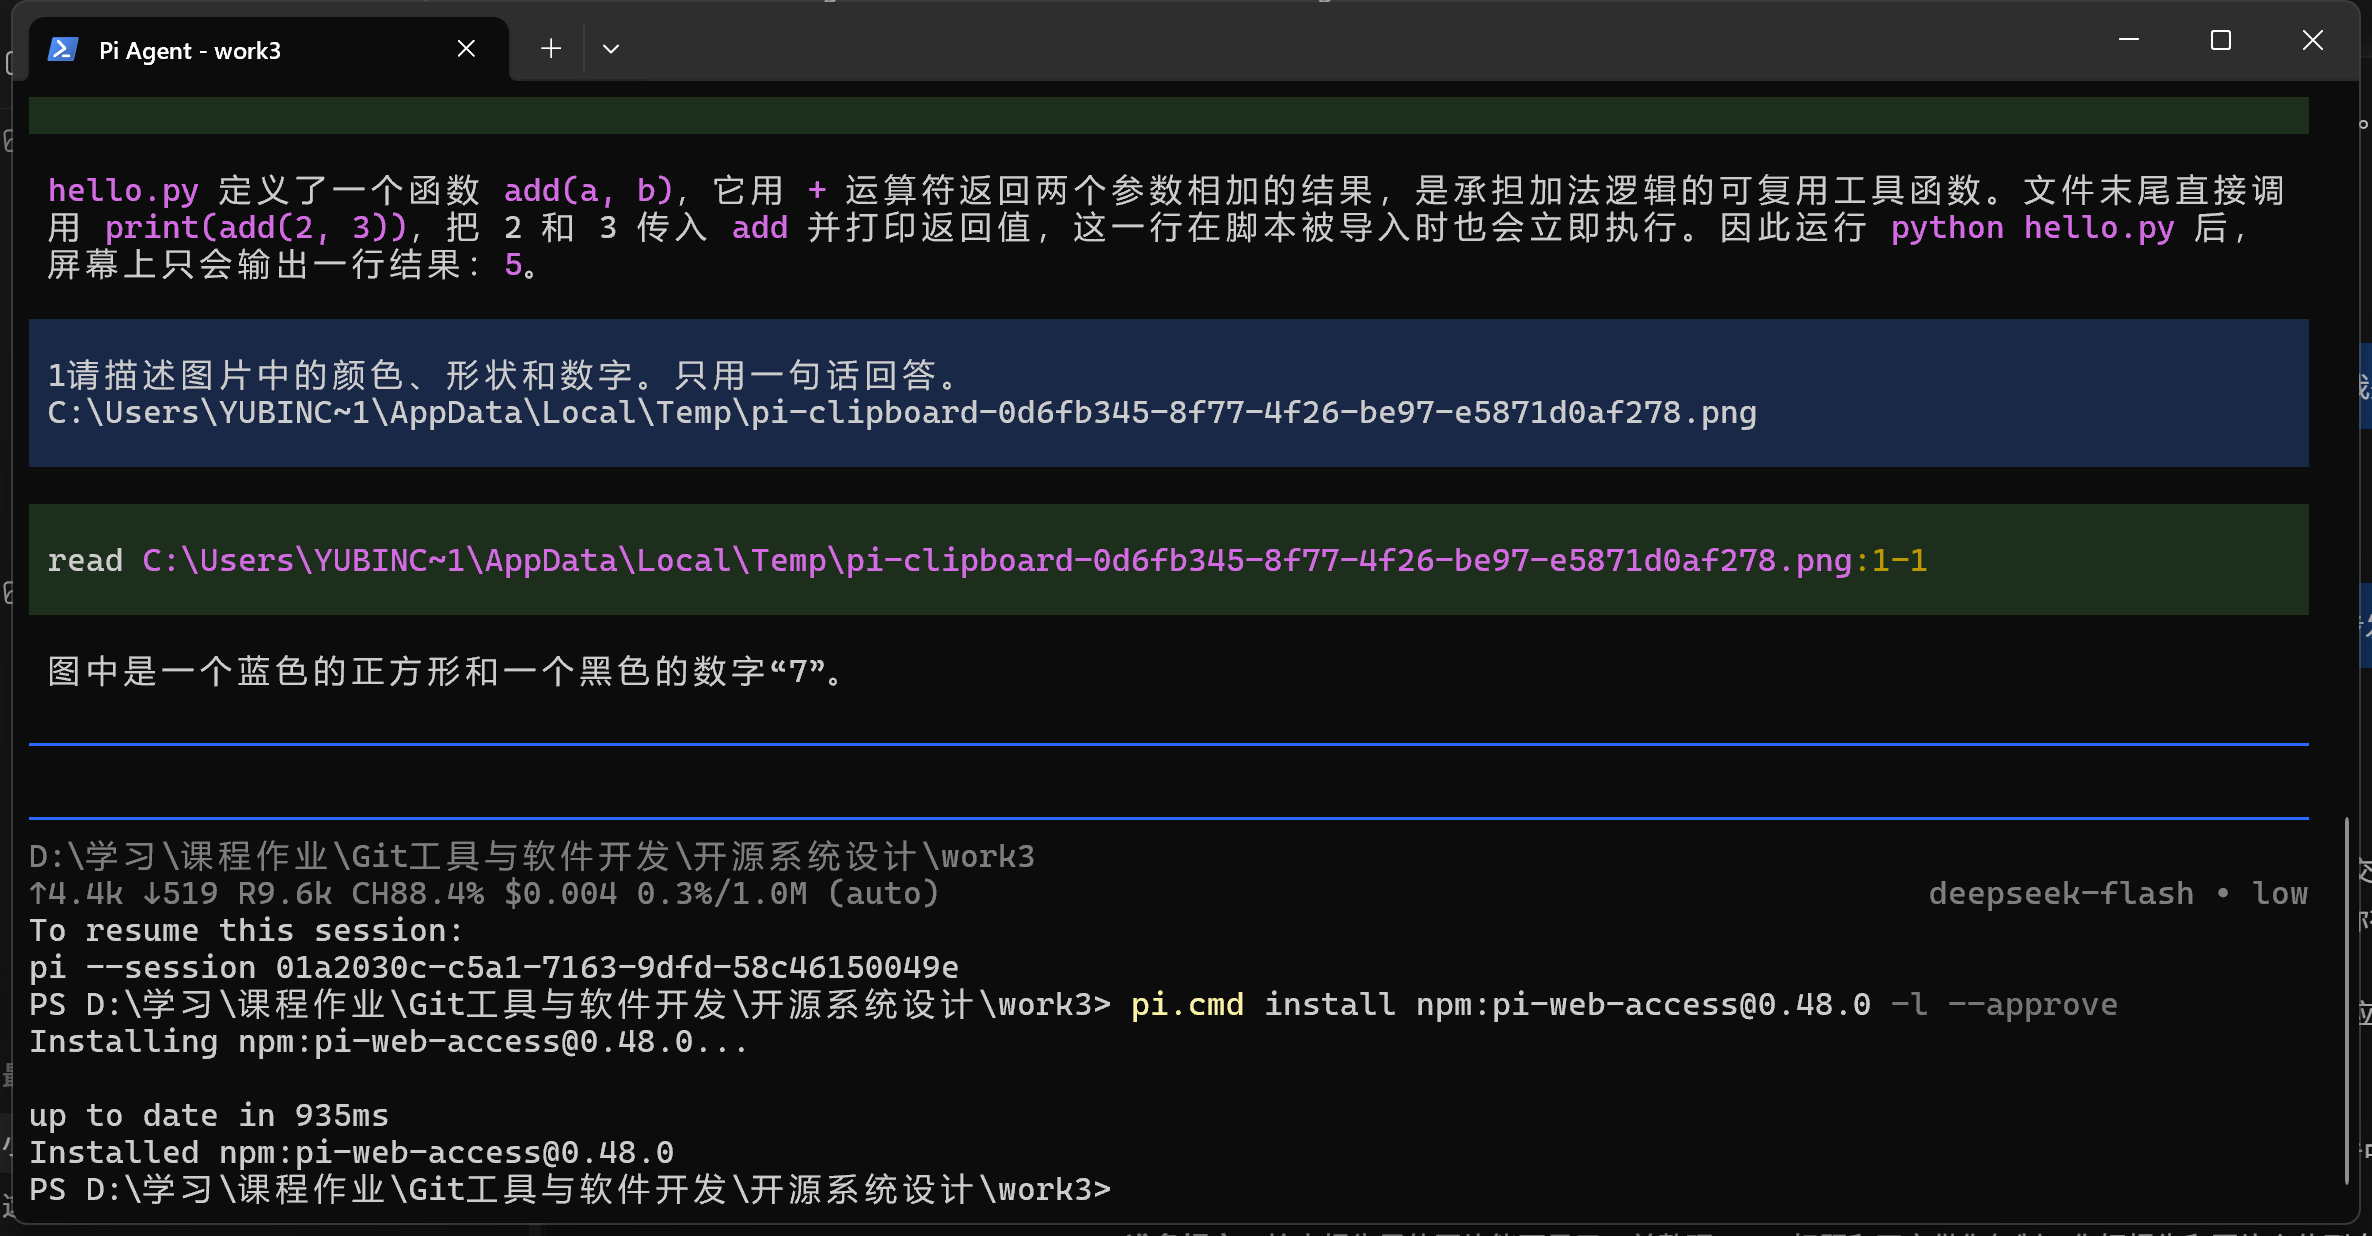 Pi Agent - work3
hello.py 定义了一个函数 add(a, b)，它用 + 运算符返回两个参数相加的结果，是承担加法逻辑的可复用工具函数。文件末尾直接调
用 print(add(2, 3))，把 2 和 3 传入 add 并打印返回值，这一行在脚本被导入时也会立即执行。因此运行 python hello.py 后，
屏幕上只会输出一行结果：5。
1请描述图片中的颜色、形状和数字。只用一句话回答。
C:\Users\YUBINC~1\AppData\Local\Temp\pi-clipboard-0d6fb345-8f77-4f26-be97-e5871d0af278.png
read C:\Users\YUBINC~1\AppData\Local\Temp\pi-clipboard-0d6fb345-8f77-4f26-be97-e5871d0af278.png:1-1
图中是一个蓝色的正方形和一个黑色的数字“7”。
D:\学习\课程作业\Git工具与软件开发\开源系统设计\work3
↑4.4k ↓519 R9.6k CH88.4% $0.004 0.3%/1.0M (auto) deepseek-flash • low
To resume this session:
pi --session 01a2030c-c5a1-7163-9dfd-58c46150049e
PS D:\学习\课程作业\Git工具与软件开发\开源系统设计\work3> pi.cmd install npm:pi-web-access@0.48.0 -l --approve
Installing npm:pi-web-access@0.48.0...
up to date in 935ms
Installed npm:pi-web-access@0.48.0
PS D:\学习\课程作业\Git工具与软件开发\开源系统设计\work3>